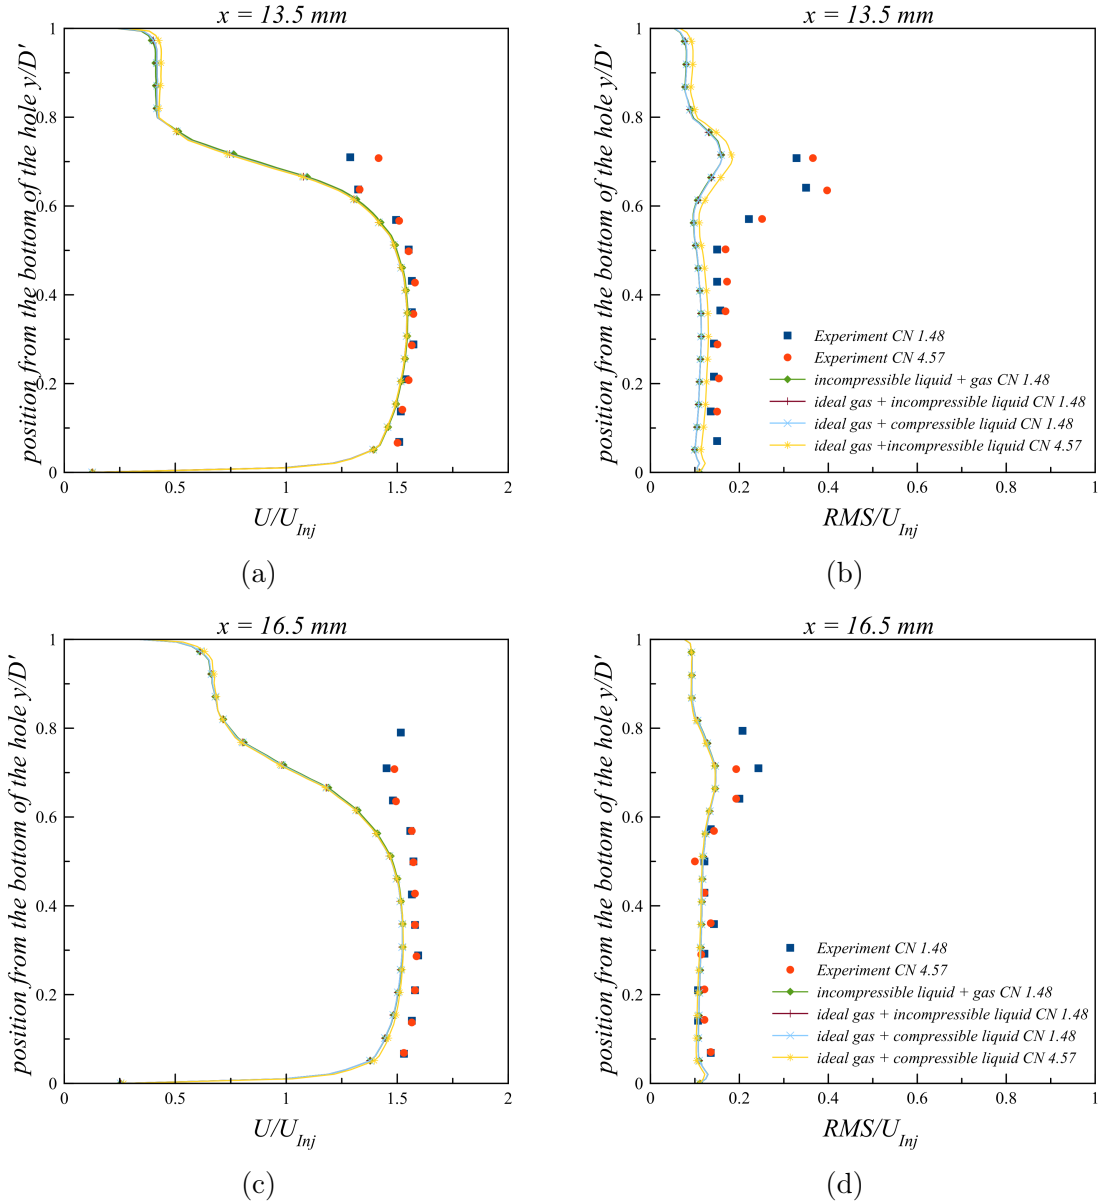 x = 13.5 mm
position from the bottom of the hole y/D'
1
0.8
0.6
0.4
0.2
0
0
0.5
1
1.5
2
U/U_Inj
(a)
x = 13.5 mm
position from the bottom of the hole y/D'
1
0.8
0.6
0.4
0.2
0
Experiment CN 1.48
Experiment CN 4.57
incompressible liquid + gas CN 1.48
ideal gas + incompressible liquid CN 1.48
ideal gas + compressible liquid CN 1.48
ideal gas +incompressible liquid CN 4.57
0
0.2
0.4
0.6
0.8
1
RMS/U_Inj
(b)
x = 16.5 mm
position from the bottom of the hole y/D'
1
0.8
0.6
0.4
0.2
0
0
0.5
1
1.5
2
U/U_Inj
(c)
x = 16.5 mm
position from the bottom of the hole y/D'
1
0.8
0.6
0.4
0.2
0
Experiment CN 1.48
Experiment CN 4.57
incompressible liquid + gas CN 1.48
ideal gas + incompressible liquid CN 1.48
ideal gas + compressible liquid CN 1.48
ideal gas + compressible liquid CN 4.57
0
0.2
0.4
0.6
0.8
1
RMS/U_Inj
(d)